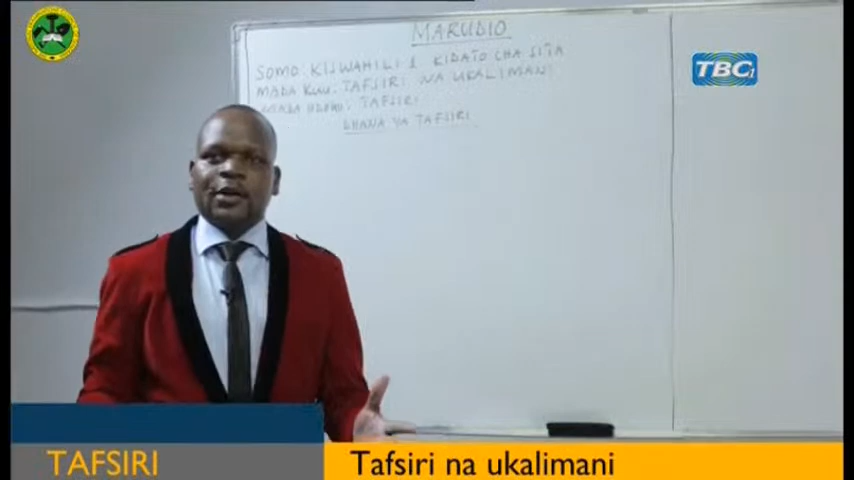 MARUDIO
SOMO: KISWAHILI 1 KIDATO CHA SITA
MADA KUU: TAFSIRI NA UKALIMANI
MADA NDOGO: TAFSIRI
DHANA YA TAFSIRI
TBC1
TAFSIRI
Tafsiri na ukalimani